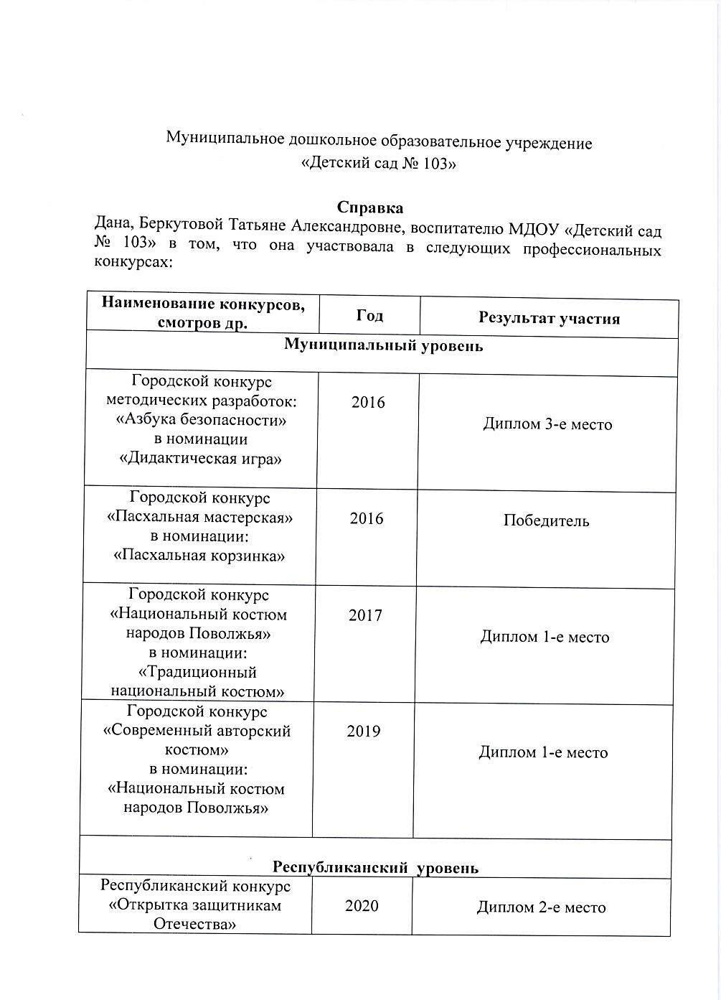 Муниципальное дошкольное образовательное учреждение
«Детский сад № 103»
Справка
Дана, Беркутовой Татьяне Александровне, воспитателю МДОУ «Детский сад
№ 103» в том, что она участвовала в следующих профессиональных
конкурсах:
Наименование конкурсов,
смотров др.
Год
Результат участия
Муниципальный уровень
Городской конкурс
методических разработок:
«Азбука безопасности»
в номинации
«Дидактическая игра»
2016
Диплом 3-е место
Городской конкурс
«Пасхальная мастерская»
в номинации:
«Пасхальная корзинка»
2016
Победитель
Городской конкурс
«Национальный костюм
народов Поволжья»
в номинации:
«Традиционный
национальный костюм»
2017
Диплом 1-е место
Городской конкурс
«Современный авторский
костюм»
в номинации:
«Национальный костюм
народов Поволжья»
2019
Диплом 1-е место
Республиканский уровень
Республиканский конкурс
«Открытка защитникам
Отечества»
2020
Диплом 2-е место